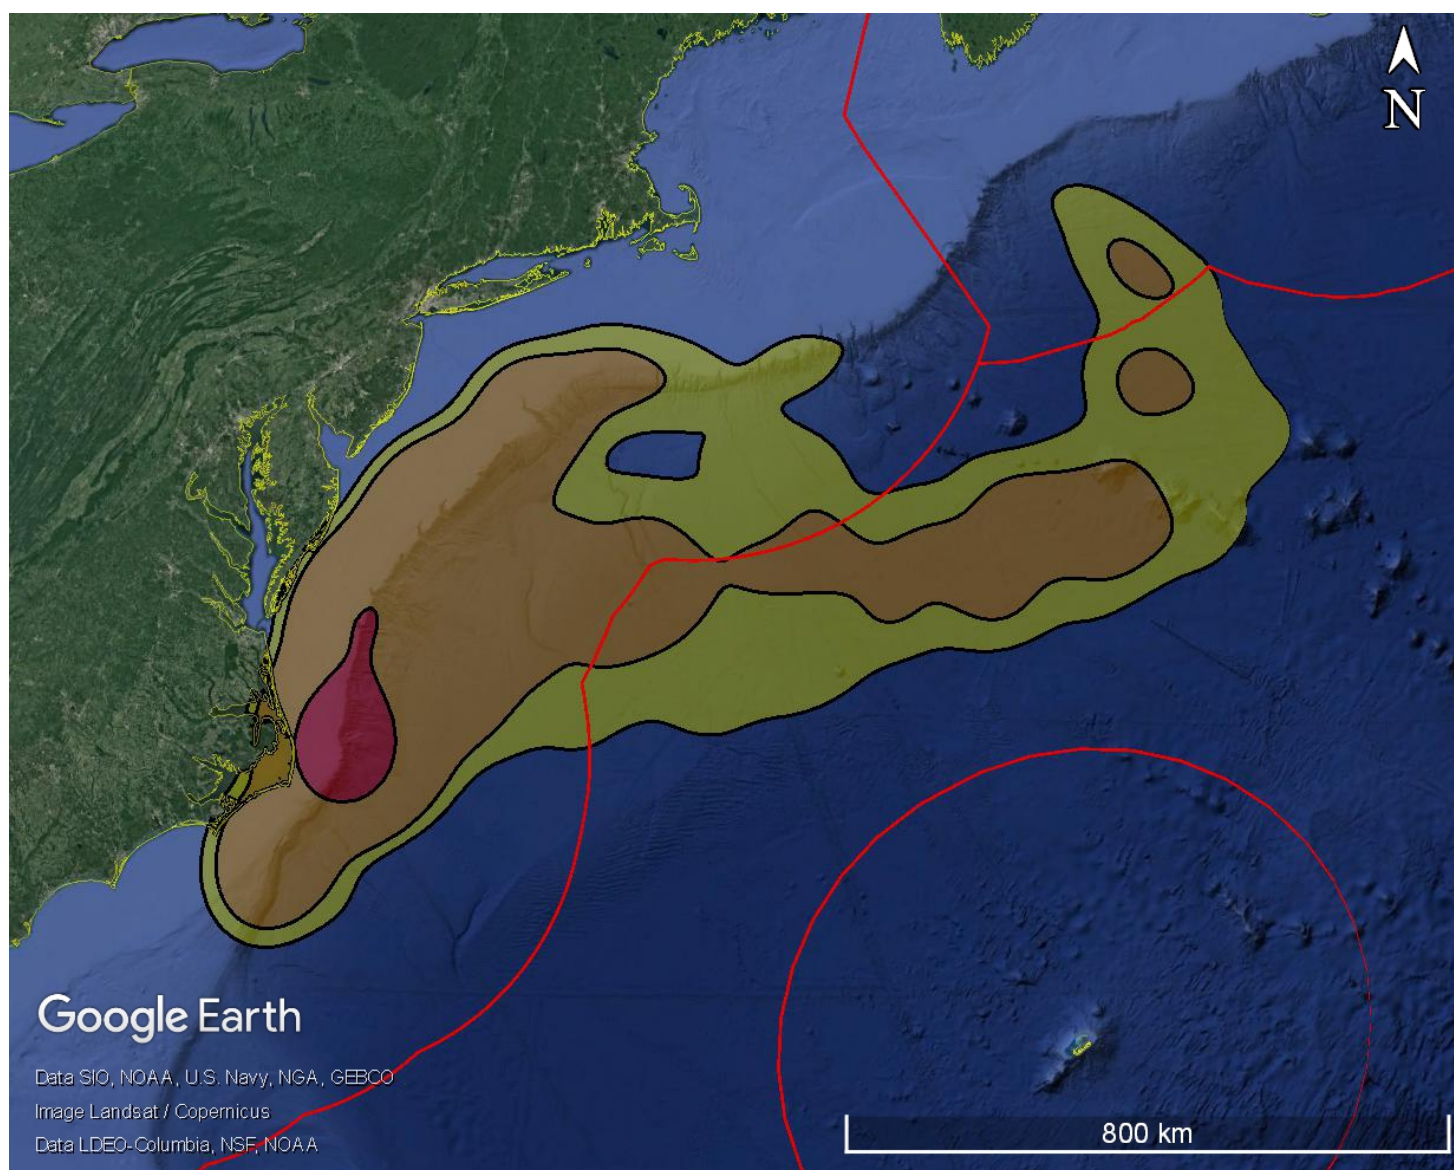 N
Google Earth
Data SIO, NOAA, U.S. Navy, NGA, GEBCO
Image Landsat / Copernicus
Data LDEO-Columbia, NSF, NOAA
800 km